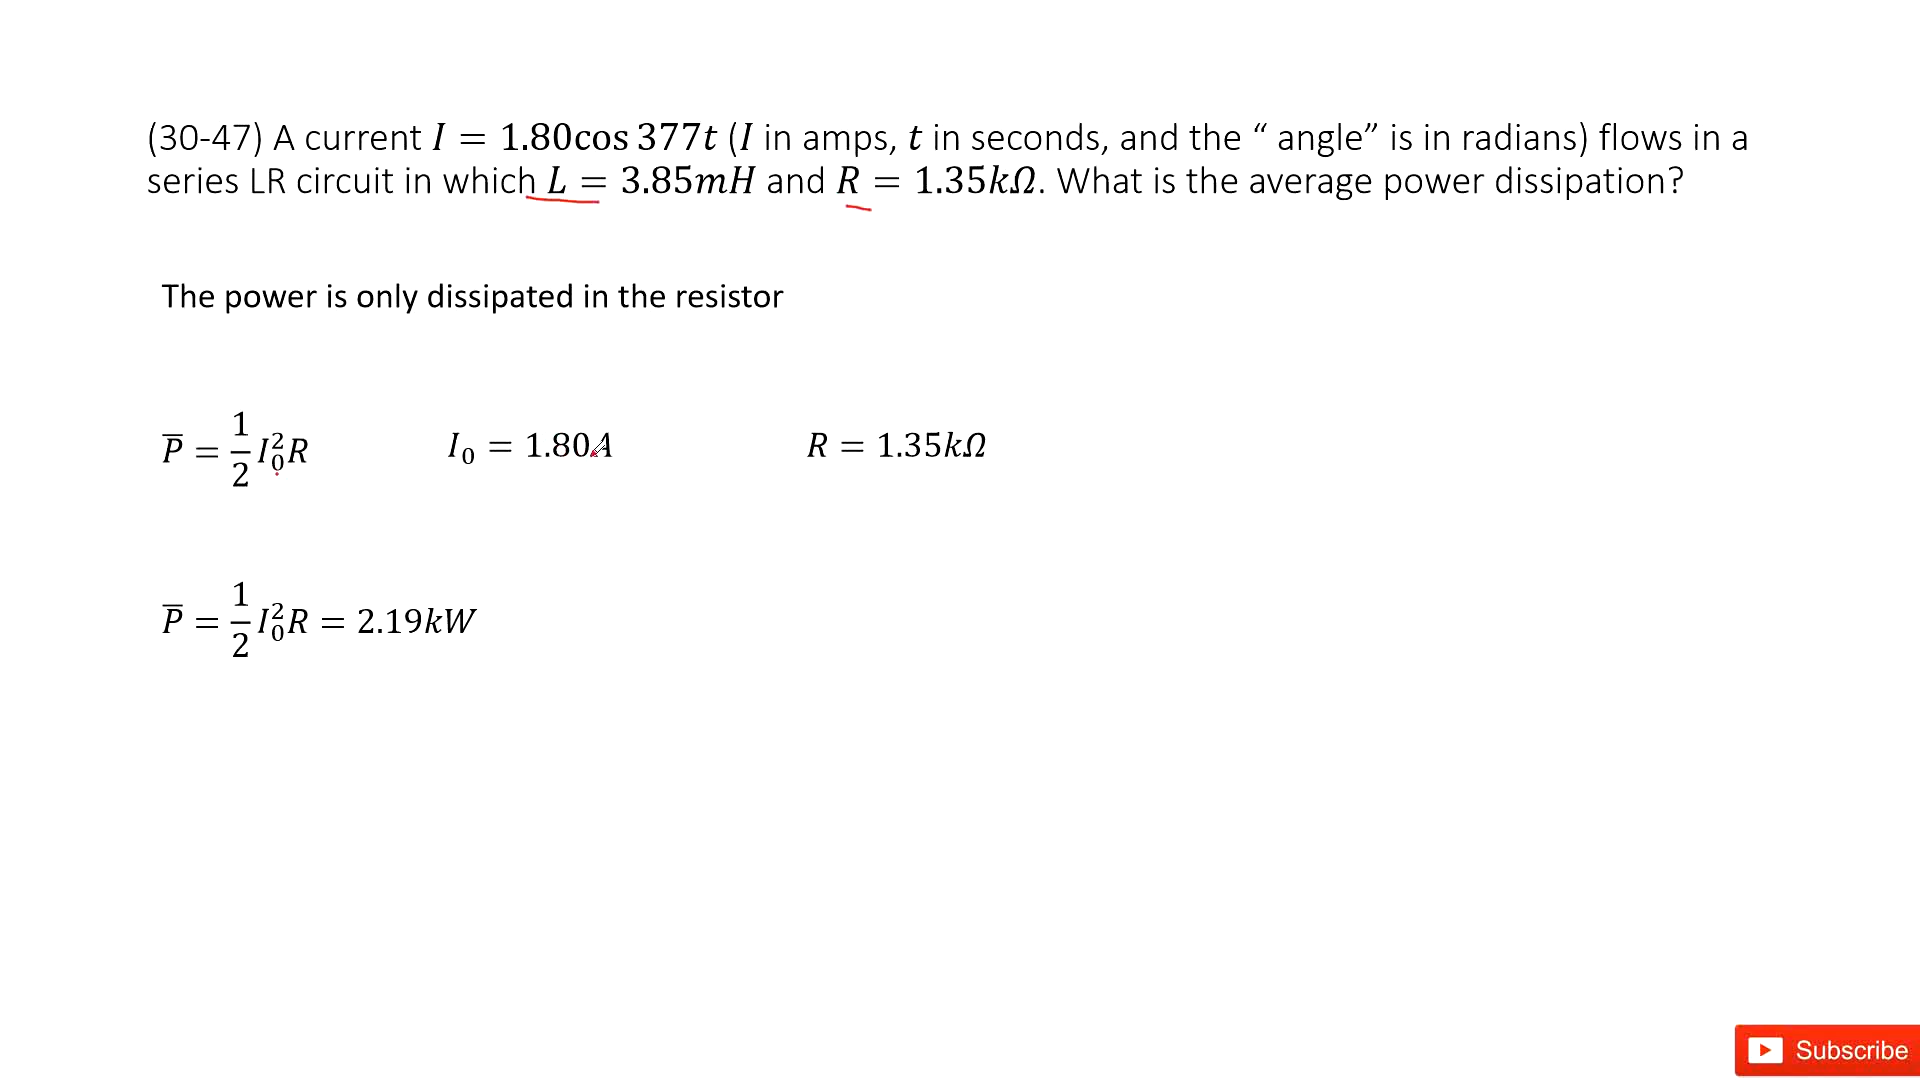 (30-47) A current I = 1.80cos 377t (I in amps, t in seconds, and the “ angle” is in radians) flows in a
series LR circuit in which L = 3.85mH and R = 1.35kΩ. What is the average power dissipation?
The power is only dissipated in the resistor
P̅ = 1/2 I₀²R I₀ = 1.80A R = 1.35kΩ
P̅ = 1/2 I₀²R = 2.19kW
Subscribe